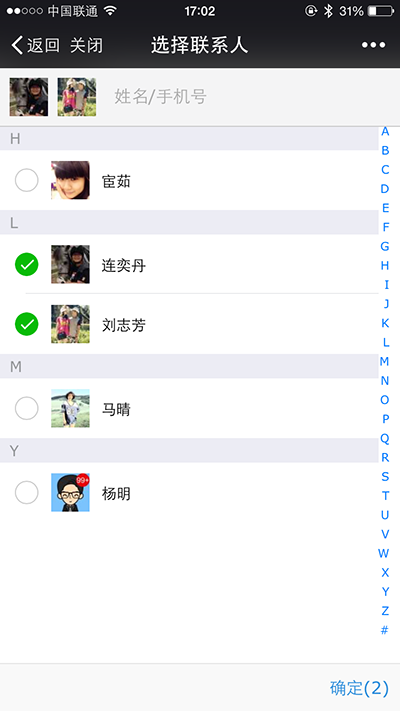 中国联通 17:02 31%
返回 关闭 选择联系人
姓名/手机号
H
宦茹
L
连奕丹
刘志芳
M
马晴
Y
99+
杨明
A
B
C
D
E
F
G
H
I
J
K
L
M
N
O
P
Q
R
S
T
U
V
W
X
Y
Z
#
确定(2)